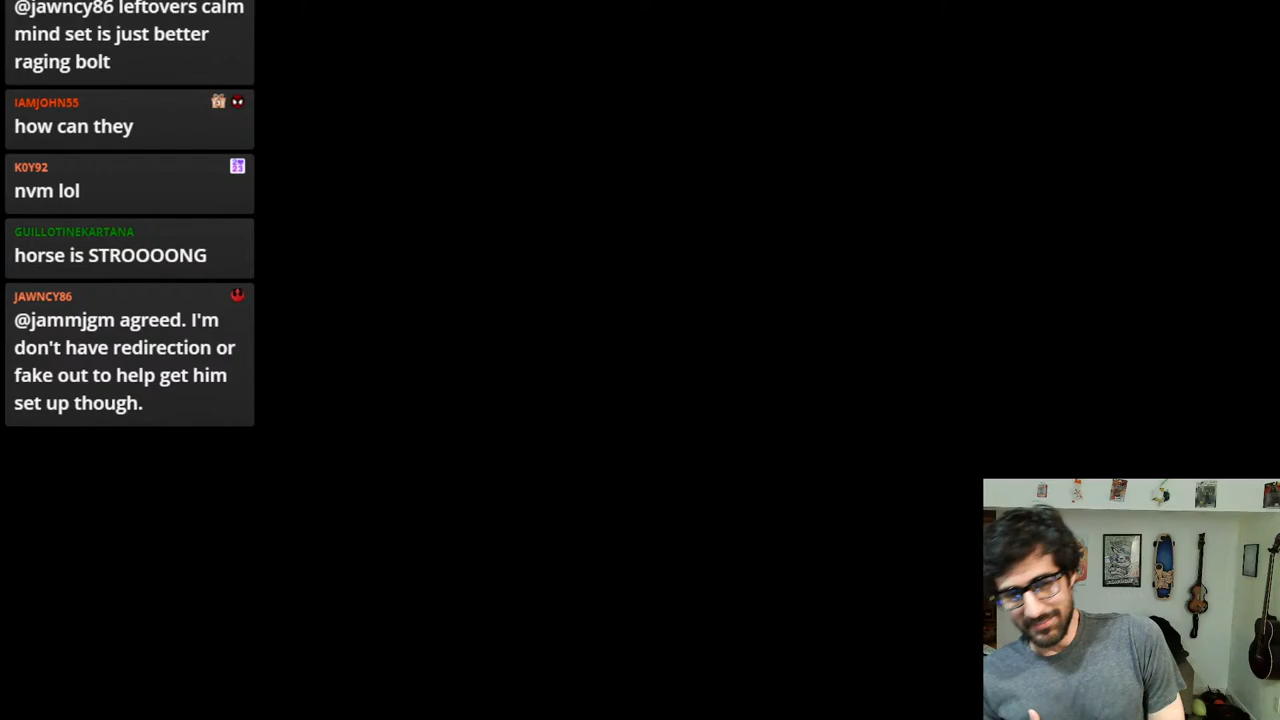 @jawncy86 leftovers calm
mind set is just better
raging bolt
IAMJOHN55
how can they
K0Y92
nvm lol
GUILLOTINEKARTANA
horse is STROOOONG
JAWNCY86
@jammjgm agreed. I'm
don't have redirection or
fake out to help get him
set up though.